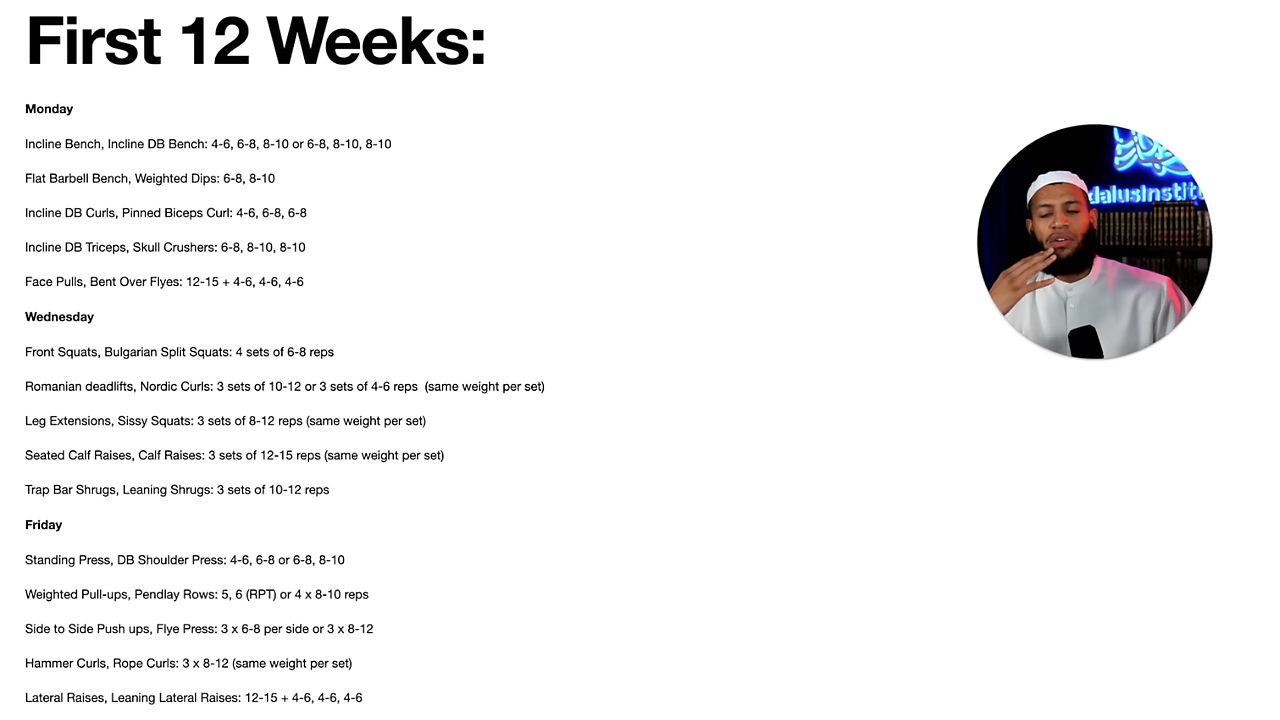 First 12 Weeks:
Monday
Incline Bench, Incline DB Bench: 4-6, 6-8, 8-10 or 6-8, 8-10, 8-10
Flat Barbell Bench, Weighted Dips: 6-8, 8-10
Incline DB Curls, Pinned Biceps Curl: 4-6, 6-8, 6-8
Incline DB Triceps, Skull Crushers: 6-8, 8-10, 8-10
Face Pulls, Bent Over Flyes: 12-15 + 4-6, 4-6, 4-6
Wednesday
Front Squats, Bulgarian Split Squats: 4 sets of 6-8 reps
Romanian deadlifts, Nordic Curls: 3 sets of 10-12 or 3 sets of 4-6 reps  (same weight per set)
Leg Extensions, Sissy Squats: 3 sets of 8-12 reps (same weight per set)
Seated Calf Raises, Calf Raises: 3 sets of 12-15 reps (same weight per set)
Trap Bar Shrugs, Leaning Shrugs: 3 sets of 10-12 reps
Friday
Standing Press, DB Shoulder Press: 4-6, 6-8 or 6-8, 8-10
Weighted Pull-ups, Pendlay Rows: 5, 6 (RPT) or 4 x 8-10 reps
Side to Side Push ups, Flye Press: 3 x 6-8 per side or 3 x 8-12
Hammer Curls, Rope Curls: 3 x 8-12 (same weight per set)
Lateral Raises, Leaning Lateral Raises: 12-15 + 4-6, 4-6, 4-6
dalusInstit